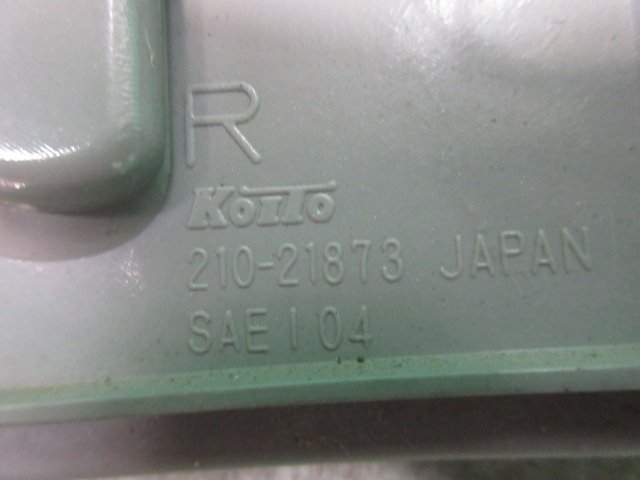 R
KOITO
210-21873 JAPAN
SAE I 04